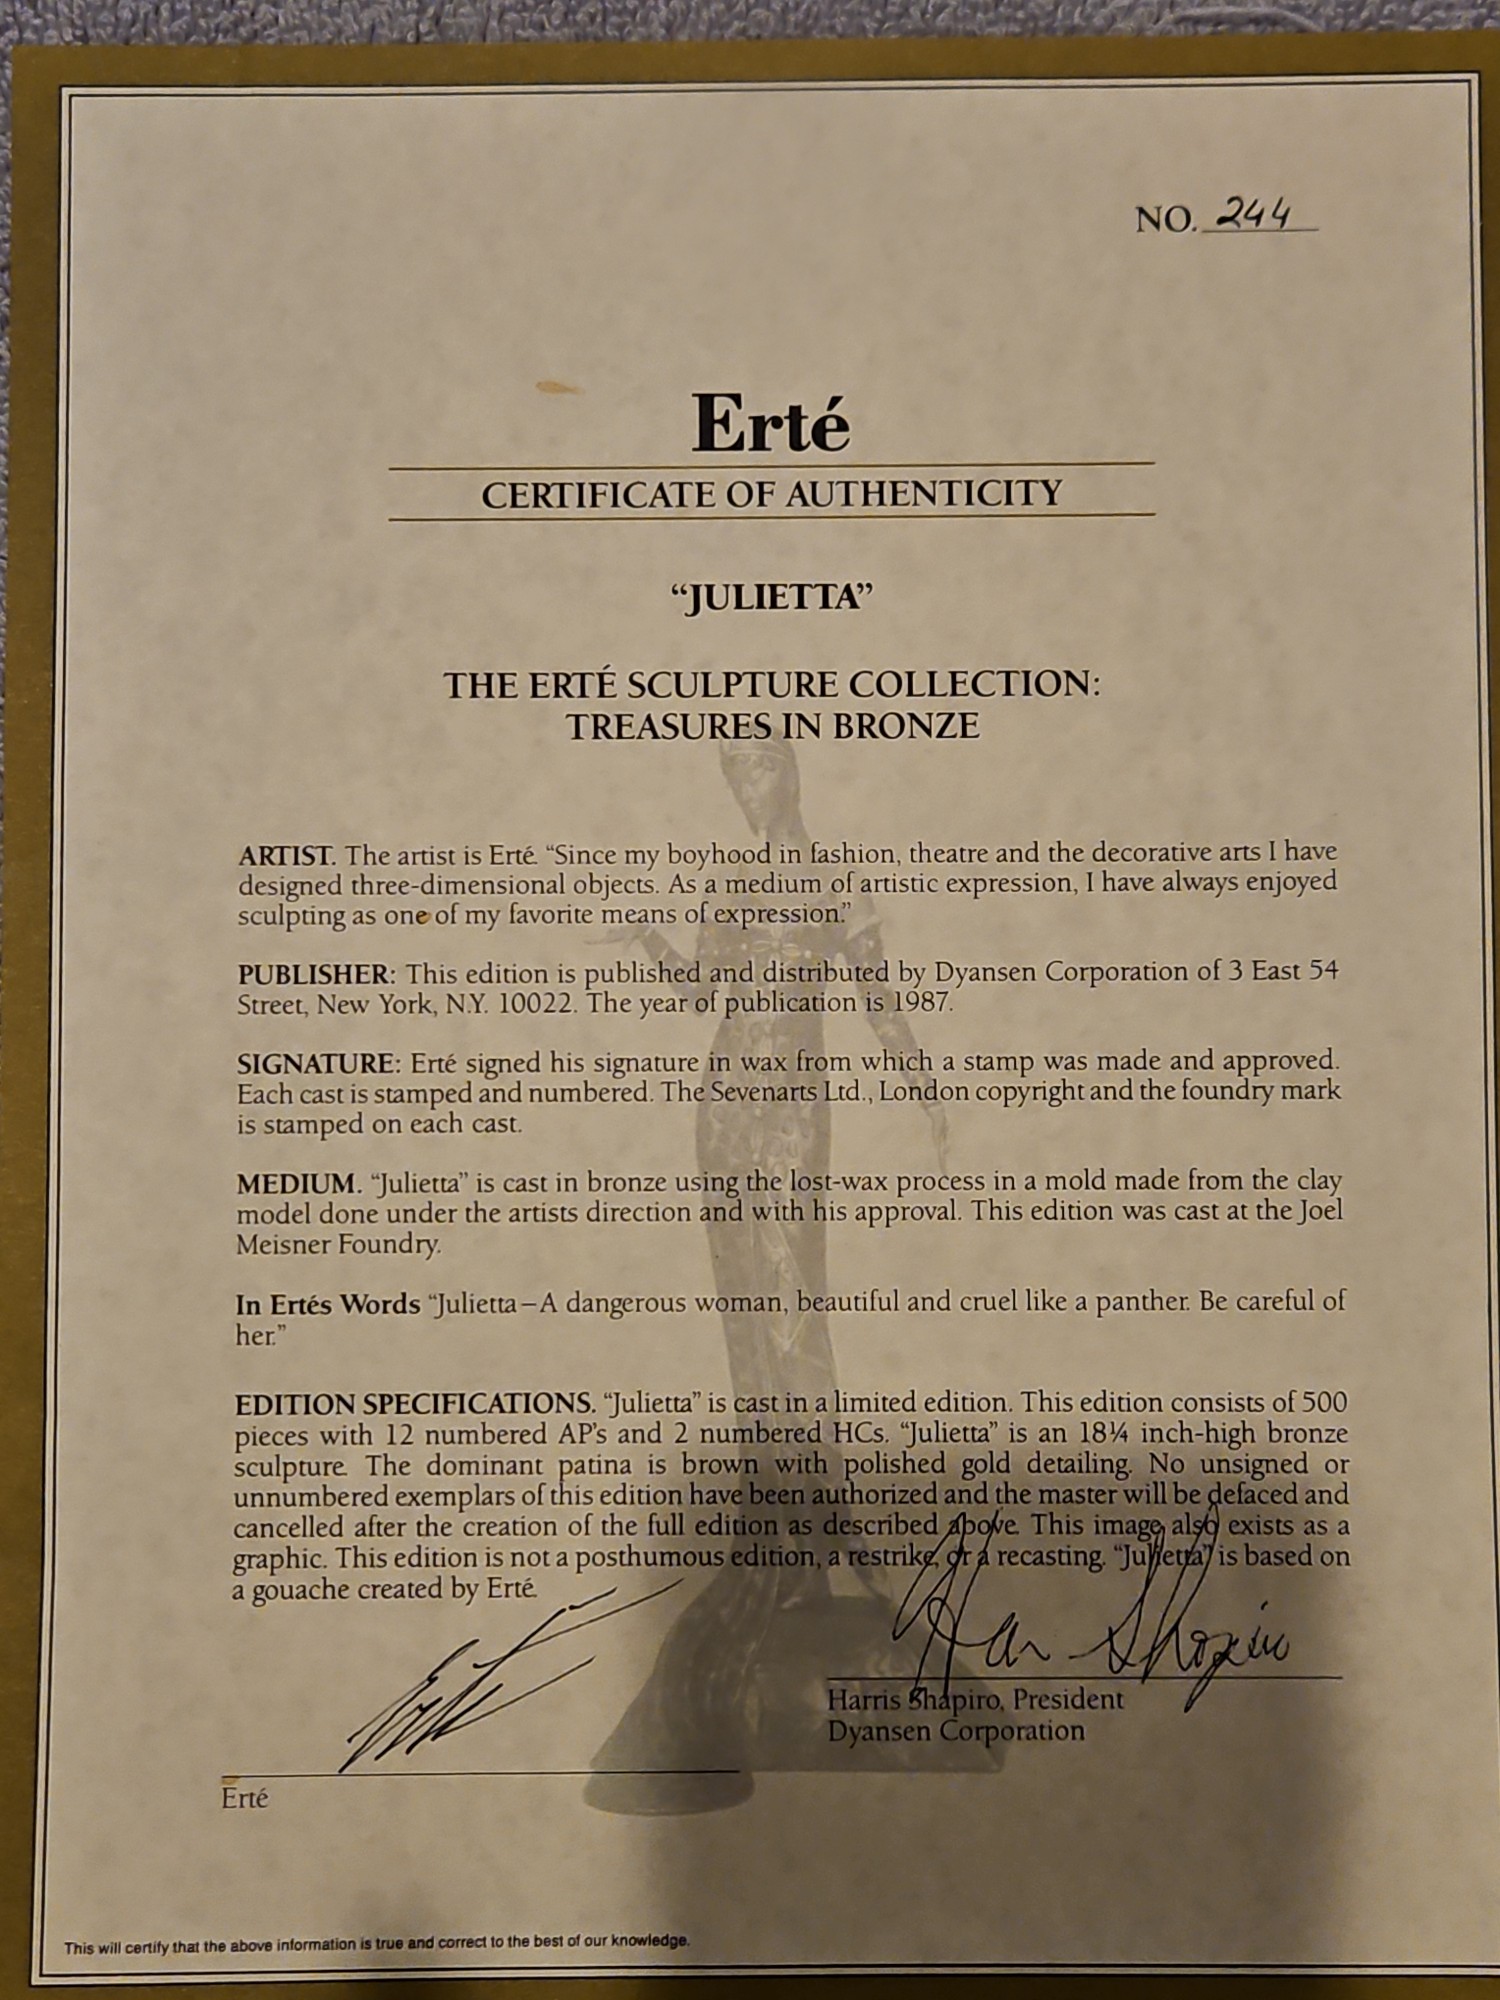 NO. 244
Erté
CERTIFICATE OF AUTHENTICITY
“JULIETTA”
THE ERTÉ SCULPTURE COLLECTION:
TREASURES IN BRONZE
ARTIST. The artist is Erté. “Since my boyhood in fashion, theatre and the decorative arts I have
designed three-dimensional objects. As a medium of artistic expression, I have always enjoyed
sculpting as one of my favorite means of expression.”
PUBLISHER: This edition is published and distributed by Dyansen Corporation of 3 East 54
Street, New York, N.Y. 10022. The year of publication is 1987.
SIGNATURE: Erté signed his signature in wax from which a stamp was made and approved.
Each cast is stamped and numbered. The Sevenarts Ltd., London copyright and the foundry mark
is stamped on each cast.
MEDIUM. “Julietta” is cast in bronze using the lost-wax process in a mold made from the clay
model done under the artists direction and with his approval. This edition was cast at the Joel
Meisner Foundry.
In Ertés Words “Julietta–A dangerous woman, beautiful and cruel like a panther. Be careful of
her.”
EDITION SPECIFICATIONS. “Julietta” is cast in a limited edition. This edition consists of 500
pieces with 12 numbered AP's and 2 numbered HCs. “Julietta” is an 18¼ inch-high bronze
sculpture. The dominant patina is brown with polished gold detailing. No unsigned or
unnumbered exemplars of this edition have been authorized and the master will be defaced and
cancelled after the creation of the full edition as described above. This image also exists as a
graphic. This edition is not a posthumous edition, a restrike, or a recasting. “Julietta” is based on
a gouache created by Erté.
Erté
Har Shapiro
Harris Shapiro, President
Dyansen Corporation
Erté
This will certify that the above information is true and correct to the best of our knowledge.